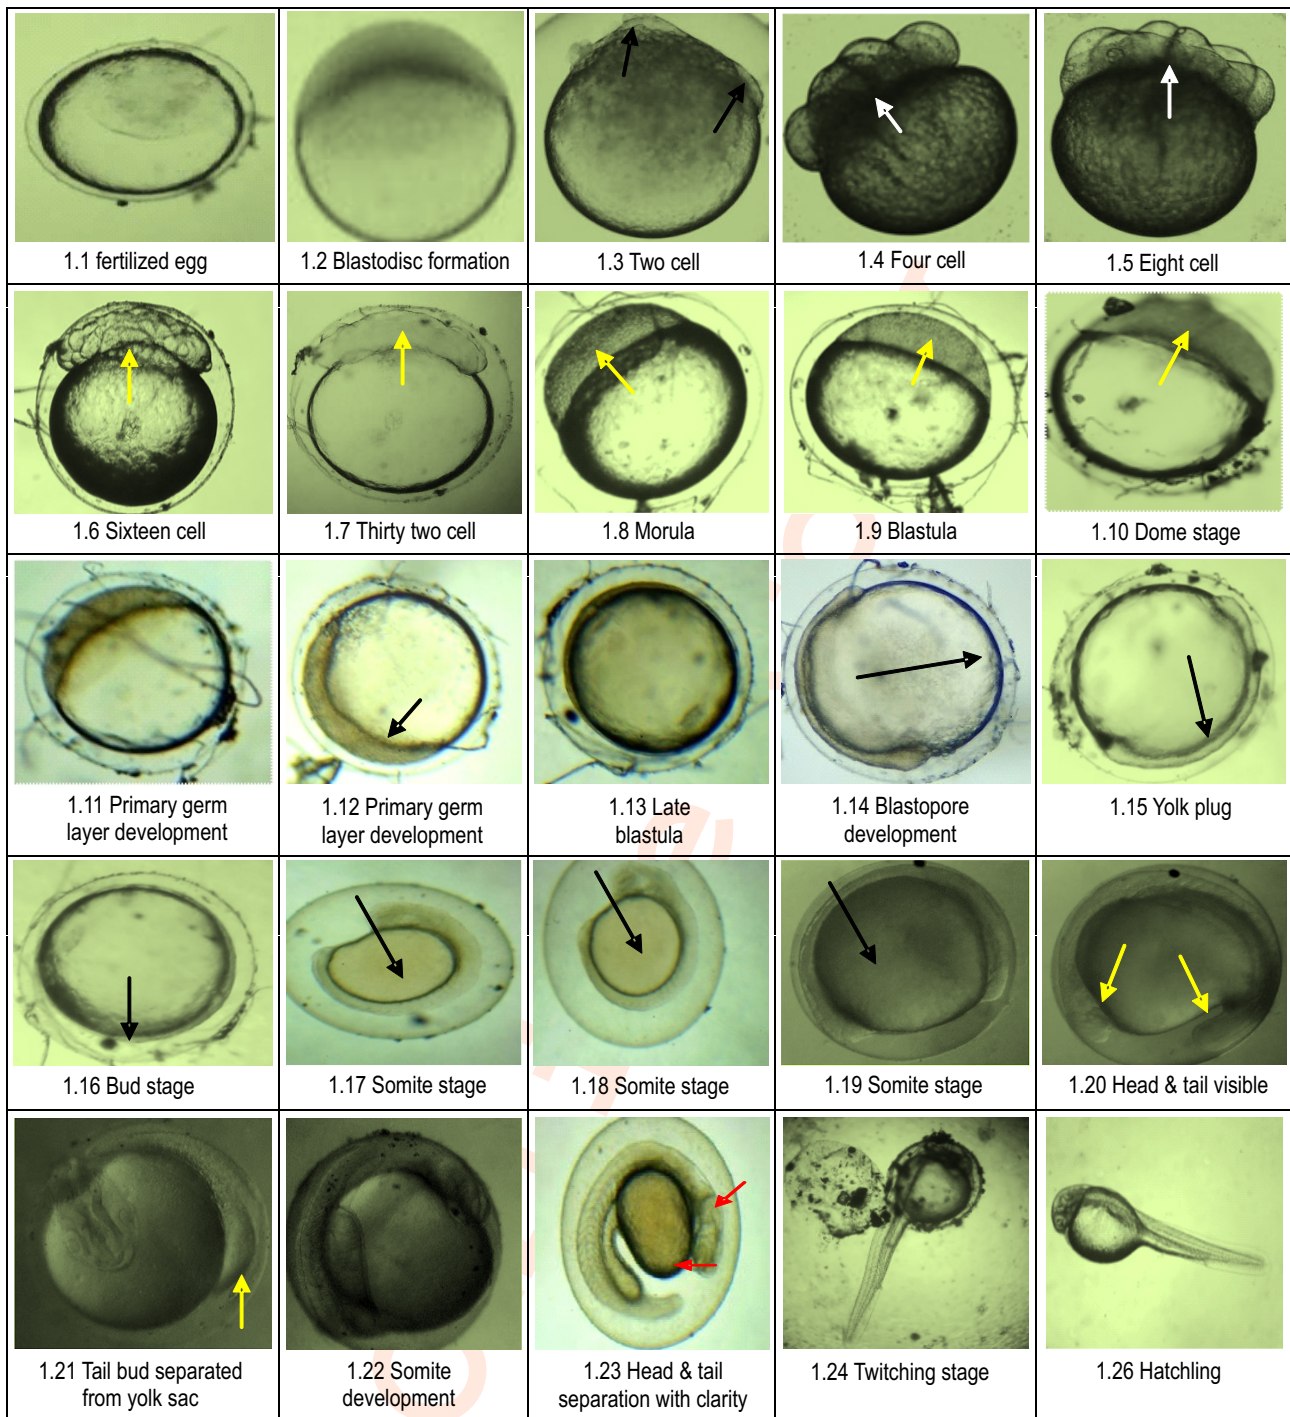 1.1 fertilized egg
1.2 Blastodisc formation
1.3 Two cell
1.4 Four cell
1.5 Eight cell
1.6 Sixteen cell
1.7 Thirty two cell
1.8 Morula
1.9 Blastula
1.10 Dome stage
1.11 Primary germ
layer development
1.12 Primary germ
layer development
1.13 Late
blastula
1.14 Blastopore
development
1.15 Yolk plug
1.16 Bud stage
1.17 Somite stage
1.18 Somite stage
1.19 Somite stage
1.20 Head & tail visible
1.21 Tail bud separated
from yolk sac
1.22 Somite
development
1.23 Head & tail
separation with clarity
1.24 Twitching stage
1.26 Hatchling